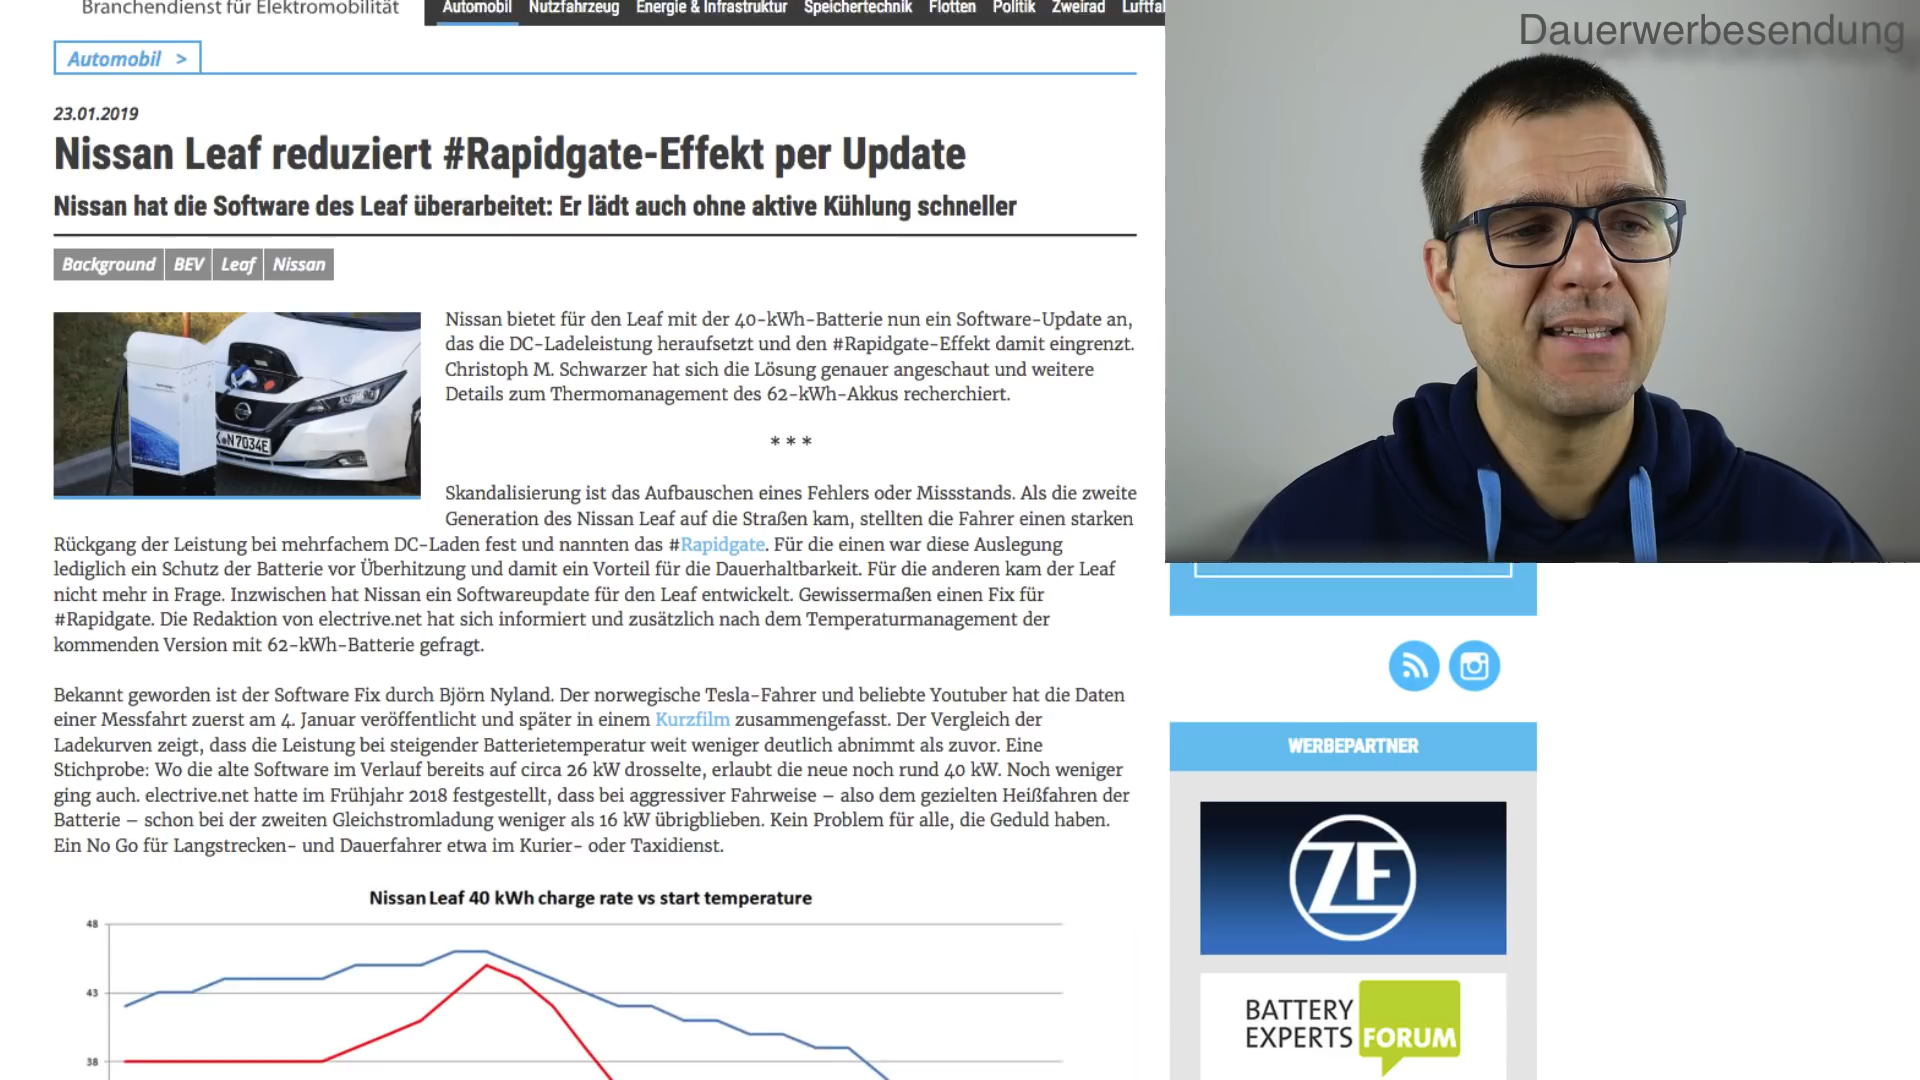 Branchendienst für Elektromobilität
Automobil Nutzfahrzeug Energie & Infrastruktur Speichertechnik Flotten Politik Zweirad Luftfa
Dauerwerbesendung
Automobil >
23.01.2019
Nissan Leaf reduziert #Rapidgate-Effekt per Update
Nissan hat die Software des Leaf überarbeitet: Er lädt auch ohne aktive Kühlung schneller
Background BEV Leaf Nissan
Nissan bietet für den Leaf mit der 40-kWh-Batterie nun ein Software-Update an,
das die DC-Ladeleistung heraufsetzt und den #Rapidgate-Effekt damit eingrenzt.
Christoph M. Schwarzer hat sich die Lösung genauer angeschaut und weitere
Details zum Thermomanagement des 62-kWh-Akkus recherchiert.
* * *
K N 7034E
Skandalisierung ist das Aufbauschen eines Fehlers oder Missstands. Als die zweite
Generation des Nissan Leaf auf die Straßen kam, stellten die Fahrer einen starken
Rückgang der Leistung bei mehrfachem DC-Laden fest und nannten das #Rapidgate. Für die einen war diese Auslegung
lediglich ein Schutz der Batterie vor Überhitzung und damit ein Vorteil für die Dauerhaltbarkeit. Für die anderen kam der Leaf
nicht mehr in Frage. Inzwischen hat Nissan ein Softwareupdate für den Leaf entwickelt. Gewissermaßen einen Fix für
#Rapidgate. Die Redaktion von electrive.net hat sich informiert und zusätzlich nach dem Temperaturmanagement der
kommenden Version mit 62-kWh-Batterie gefragt.
Bekannt geworden ist der Software Fix durch Björn Nyland. Der norwegische Tesla-Fahrer und beliebte Youtuber hat die Daten
einer Messfahrt zuerst am 4. Januar veröffentlicht und später in einem Kurzfilm zusammengefasst. Der Vergleich der
Ladekurven zeigt, dass die Leistung bei steigender Batterietemperatur weit weniger deutlich abnimmt als zuvor. Eine
Stichprobe: Wo die alte Software im Verlauf bereits auf circa 26 kW drosselte, erlaubt die neue noch rund 40 kW. Noch weniger
ging auch. electrive.net hatte im Frühjahr 2018 festgestellt, dass bei aggressiver Fahrweise – also dem gezielten Heißfahren der
Batterie – schon bei der zweiten Gleichstromladung weniger als 16 kW übrigblieben. Kein Problem für alle, die Geduld haben.
Ein No Go für Langstrecken- und Dauerfahrer etwa im Kurier- oder Taxidienst.
Nissan Leaf 40 kWh charge rate vs start temperature
48
43
38
WERBEPARTNER
ZF
BATTERY
EXPERTS
FORUM